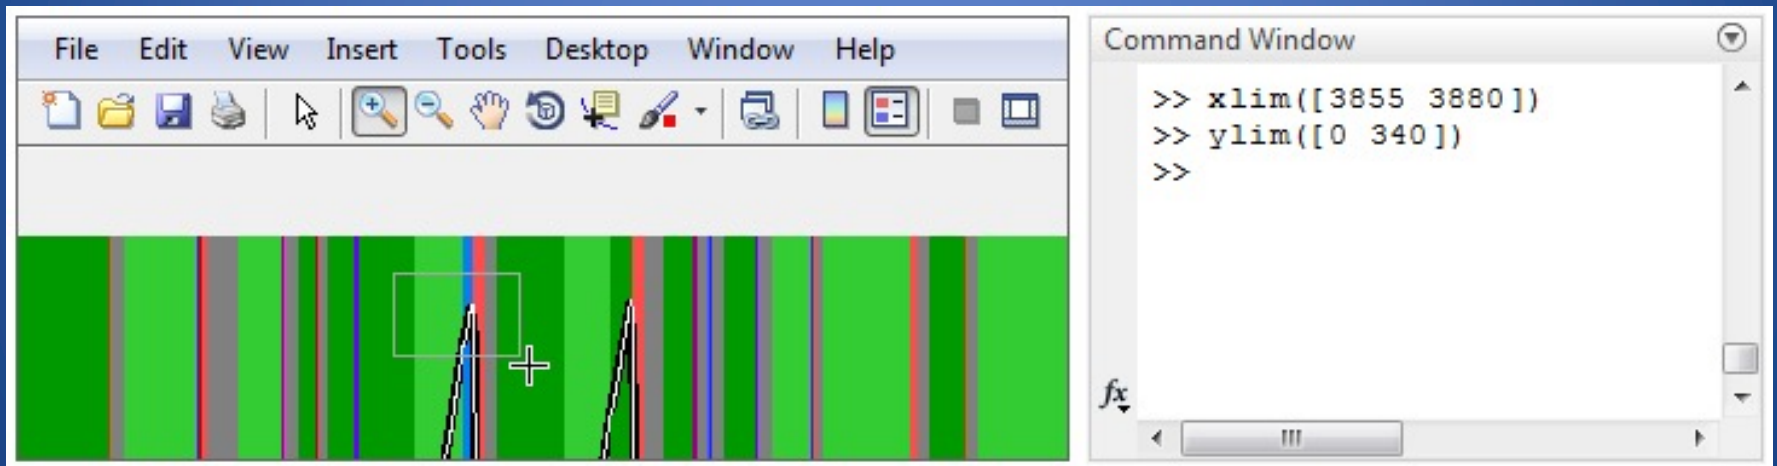 File Edit View Insert Tools Desktop Window Help
Command Window
>> xlim([3855 3880])
>> ylim([0 340])
>>
fx